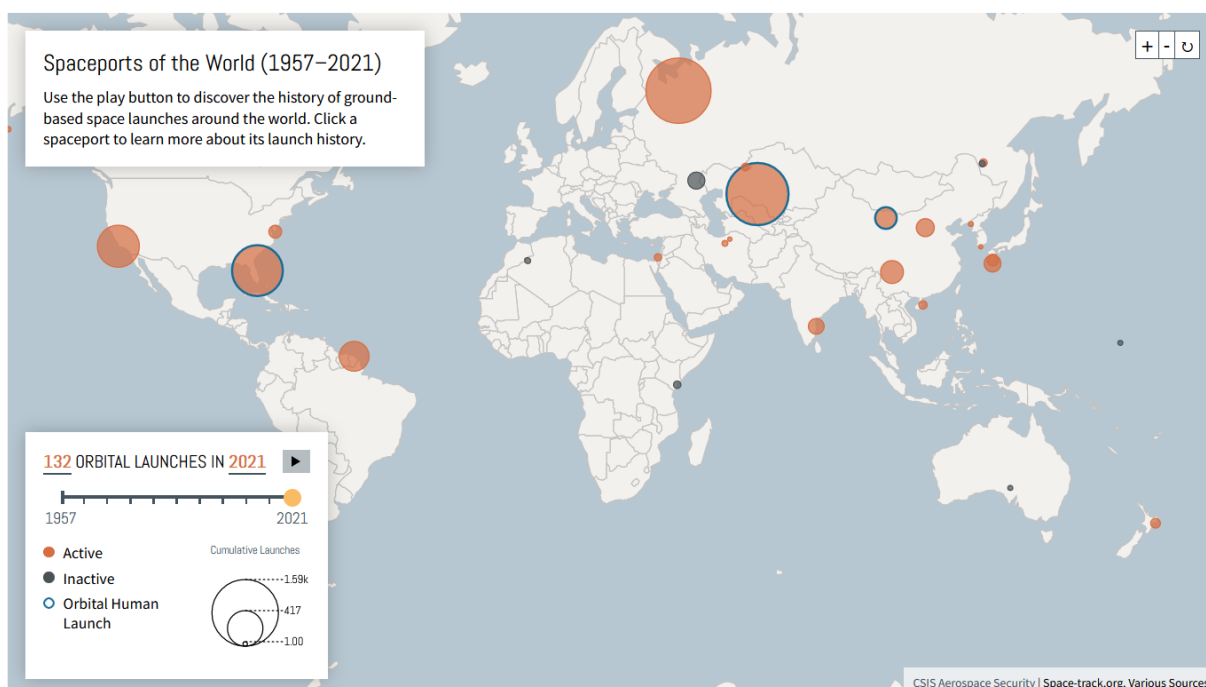 Spaceports of the World (1957–2021)
Use the play button to discover the history of ground-
based space launches around the world. Click a
spaceport to learn more about its launch history.
+ - ↻
132 ORBITAL LAUNCHES IN 2021
1957 2021
Active
Inactive
Orbital Human
Launch
Cumulative Launches
1.59k
417
1.00
CSIS Aerospace Security | Space-track.org, Various Sources